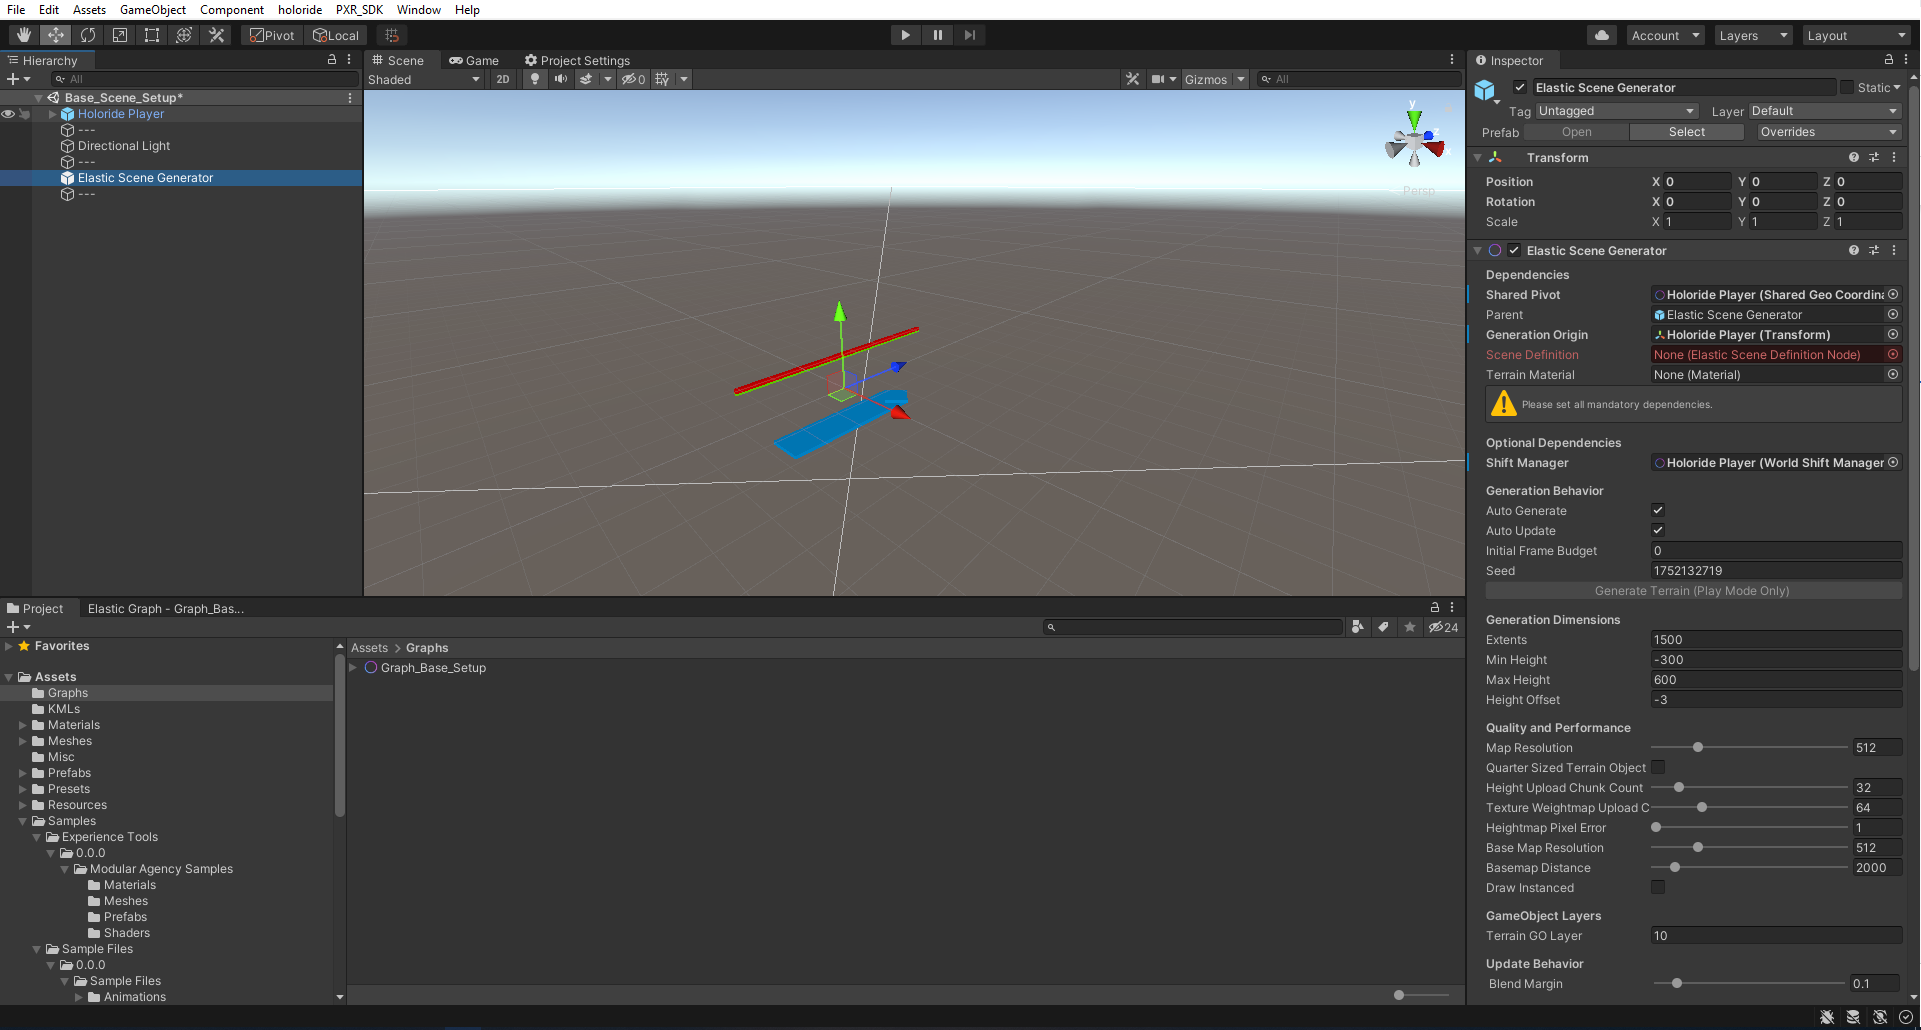 File Edit Assets GameObject Component holoride PXR_SDK Window Help
Pivot Local Account Layers Layout
Hierarchy
All
Base_Scene_Setup*
Holoride Player
---
Directional Light
---
Elastic Scene Generator
---
Scene Game Project Settings
Shaded 2D 0 Gizmos All
y
z
x
Persp
Project Elastic Graph - Graph_Bas...
24
Favorites
Assets
Graphs
KMLs
Materials
Meshes
Misc
Prefabs
Presets
Resources
Samples
Experience Tools
0.0.0
Modular Agency Samples
Materials
Meshes
Prefabs
Shaders
Sample Files
0.0.0
Sample Files
Animations
Assets > Graphs
Graph_Base_Setup
Inspector
Elastic Scene Generator Static
Tag Untagged Layer Default
Prefab Open Select Overrides
Transform
Position X 0 Y 0 Z 0
Rotation X 0 Y 0 Z 0
Scale X 1 Y 1 Z 1
Elastic Scene Generator
Dependencies
Shared Pivot Holoride Player (Shared Geo Coordina
Parent Elastic Scene Generator
Generation Origin Holoride Player (Transform)
Scene Definition None (Elastic Scene Definition Node)
Terrain Material None (Material)
Please set all mandatory dependencies.
Optional Dependencies
Shift Manager Holoride Player (World Shift Manager
Generation Behavior
Auto Generate
Auto Update
Initial Frame Budget 0
Seed 1752132719
Generate Terrain (Play Mode Only)
Generation Dimensions
Extents 1500
Min Height -300
Max Height 600
Height Offset -3
Quality and Performance
Map Resolution 512
Quarter Sized Terrain Object
Height Upload Chunk Count 32
Texture Weightmap Upload C 64
Heightmap Pixel Error 1
Base Map Resolution 512
Basemap Distance 2000
Draw Instanced
GameObject Layers
Terrain GO Layer 10
Update Behavior
Blend Margin 0.1